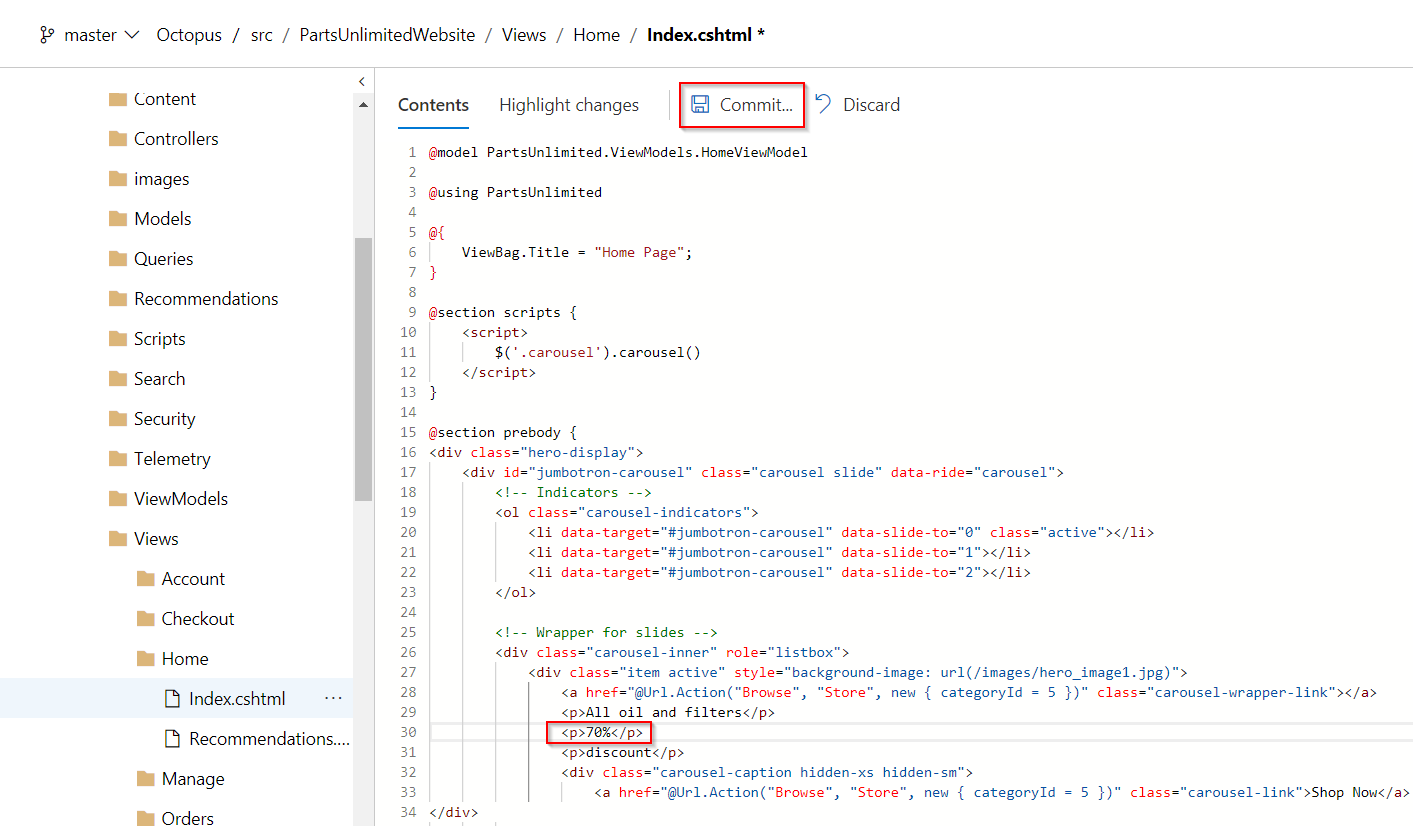 master Octopus / src / PartsUnlimitedWebsite / Views / Home / Index.cshtml *
Content
Controllers
images
Models
Queries
Recommendations
Scripts
Search
Security
Telemetry
ViewModels
Views
Account
Checkout
Home
Index.cshtml ...
Recommendations....
Manage
Orders
Contents Highlight changes Commit... Discard
1 @model PartsUnlimited.ViewModels.HomeViewModel
2
3 @using PartsUnlimited
4
5 @{
6 ViewBag.Title = "Home Page";
7 }
8
9 @section scripts {
10 <script>
11 $('.carousel').carousel()
12 </script>
13 }
14
15 @section prebody {
16 <div class="hero-display">
17 <div id="jumbotron-carousel" class="carousel slide" data-ride="carousel">
18 <!-- Indicators -->
19 <ol class="carousel-indicators">
20 <li data-target="#jumbotron-carousel" data-slide-to="0" class="active"></li>
21 <li data-target="#jumbotron-carousel" data-slide-to="1"></li>
22 <li data-target="#jumbotron-carousel" data-slide-to="2"></li>
23 </ol>
24
25 <!-- Wrapper for slides -->
26 <div class="carousel-inner" role="listbox">
27 <div class="item active" style="background-image: url(/images/hero_image1.jpg)">
28 <a href="@Url.Action("Browse", "Store", new { categoryId = 5 })" class="carousel-wrapper-link"></a>
29 <p>All oil and filters</p>
30 <p>70%</p>
31 <p>discount</p>
32 <div class="carousel-caption hidden-xs hidden-sm">
33 <a href="@Url.Action("Browse", "Store", new { categoryId = 5 })" class="carousel-link">Shop Now</a>
34 </div>